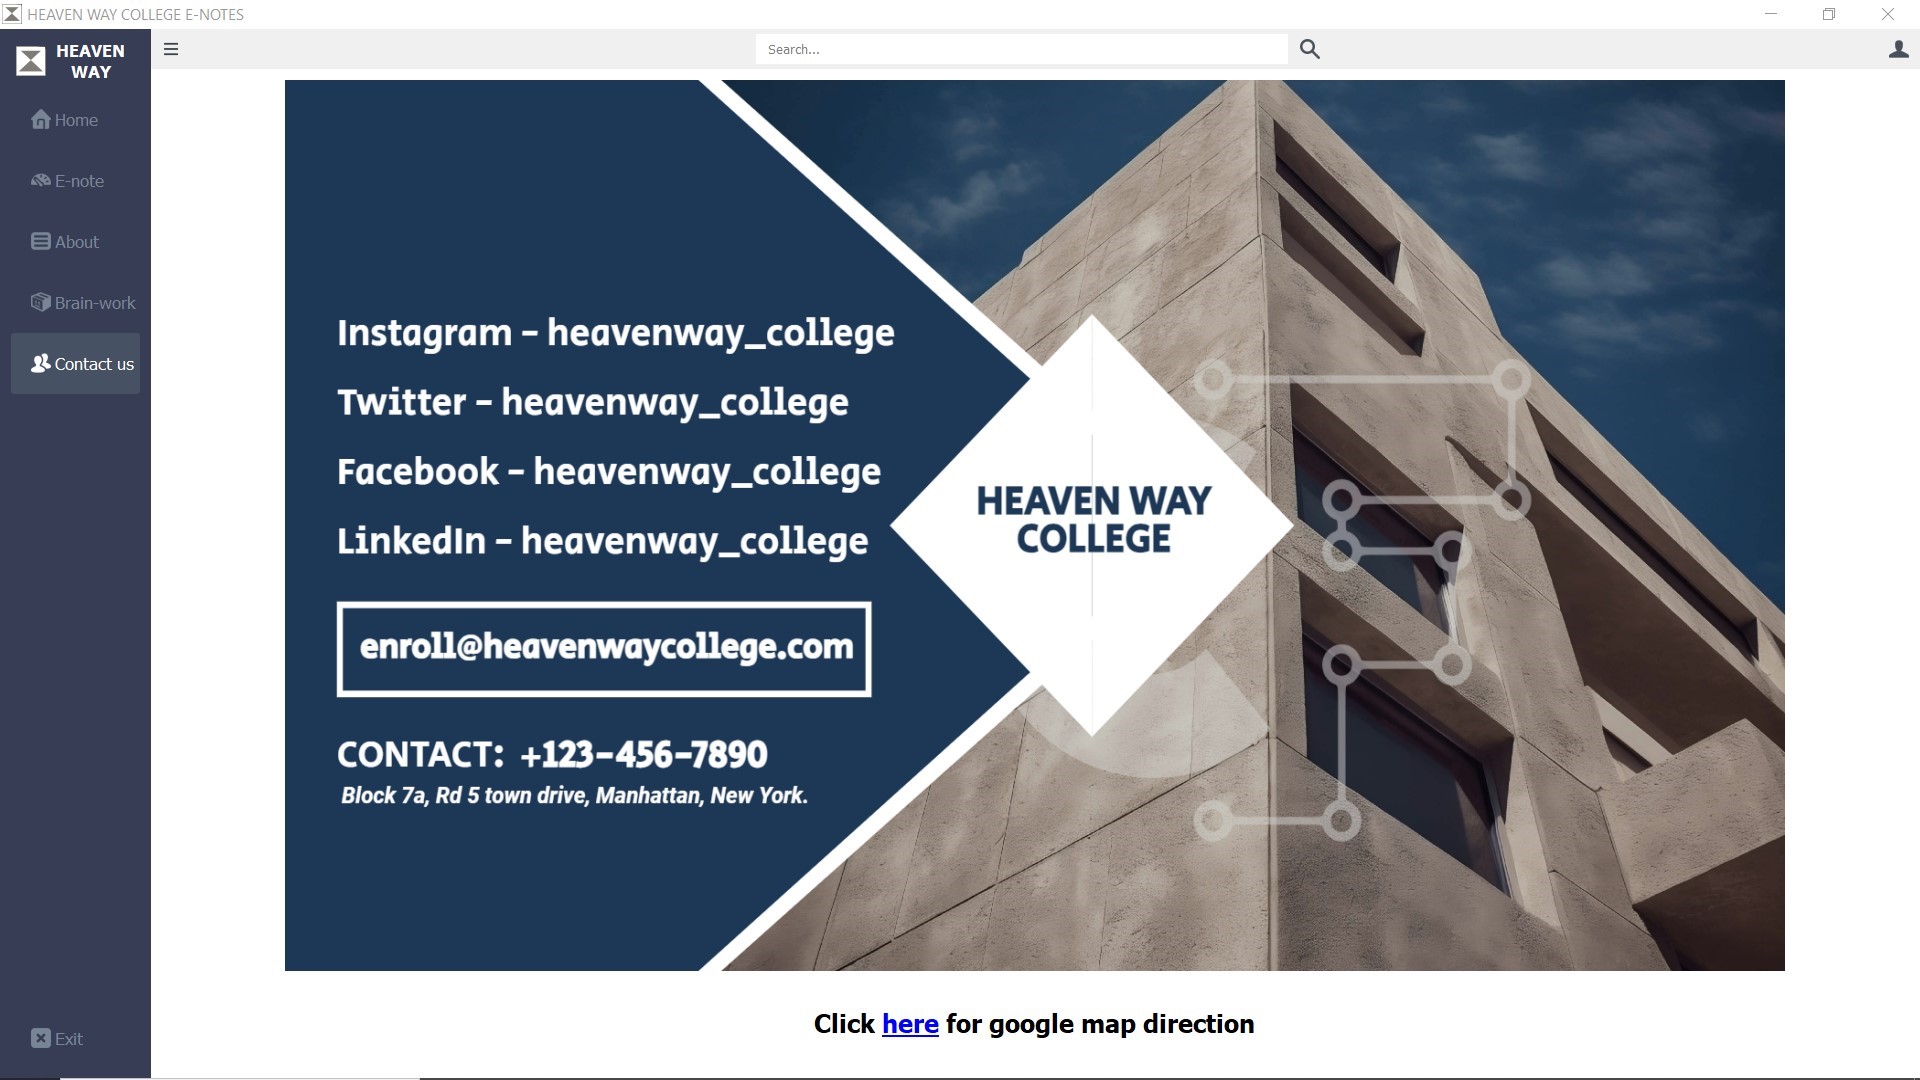 HEAVEN WAY COLLEGE E-NOTES
HEAVEN
WAY
Search...
Home
E-note
About
Brain-work
Contact us
Exit
Instagram - heavenway_college
Twitter - heavenway_college
Facebook - heavenway_college
LinkedIn - heavenway_college
enroll@heavenwaycollege.com
CONTACT: +123-456-7890
Block 7a, Rd 5 town drive, Manhattan, New York.
HEAVEN WAY
COLLEGE
Click here for google map direction